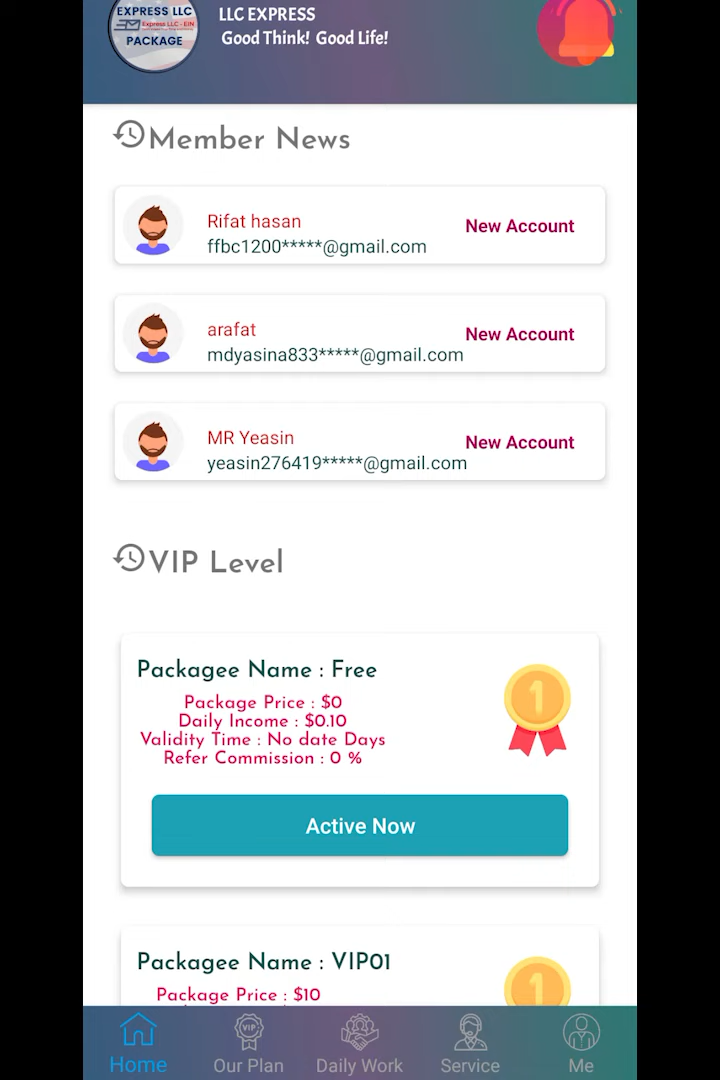 EXPRESS LLC
Express LLC - EIN
PACKAGE
LLC EXPRESS
Good Think! Good Life!
Member News
Rifat hasan
ffbc1200*****@gmail.com
New Account
arafat
mdyasina833*****@gmail.com
New Account
MR Yeasin
yeasin276419*****@gmail.com
New Account
VIP Level
Packagee Name : Free
Package Price : $0
Daily Income : $0.10
Validity Time : No date Days
Refer Commission : 0 %
1
Active Now
Packagee Name : VIP01
Package Price : $10
1
VIP
Home
Our Plan
Daily Work
Service
Me